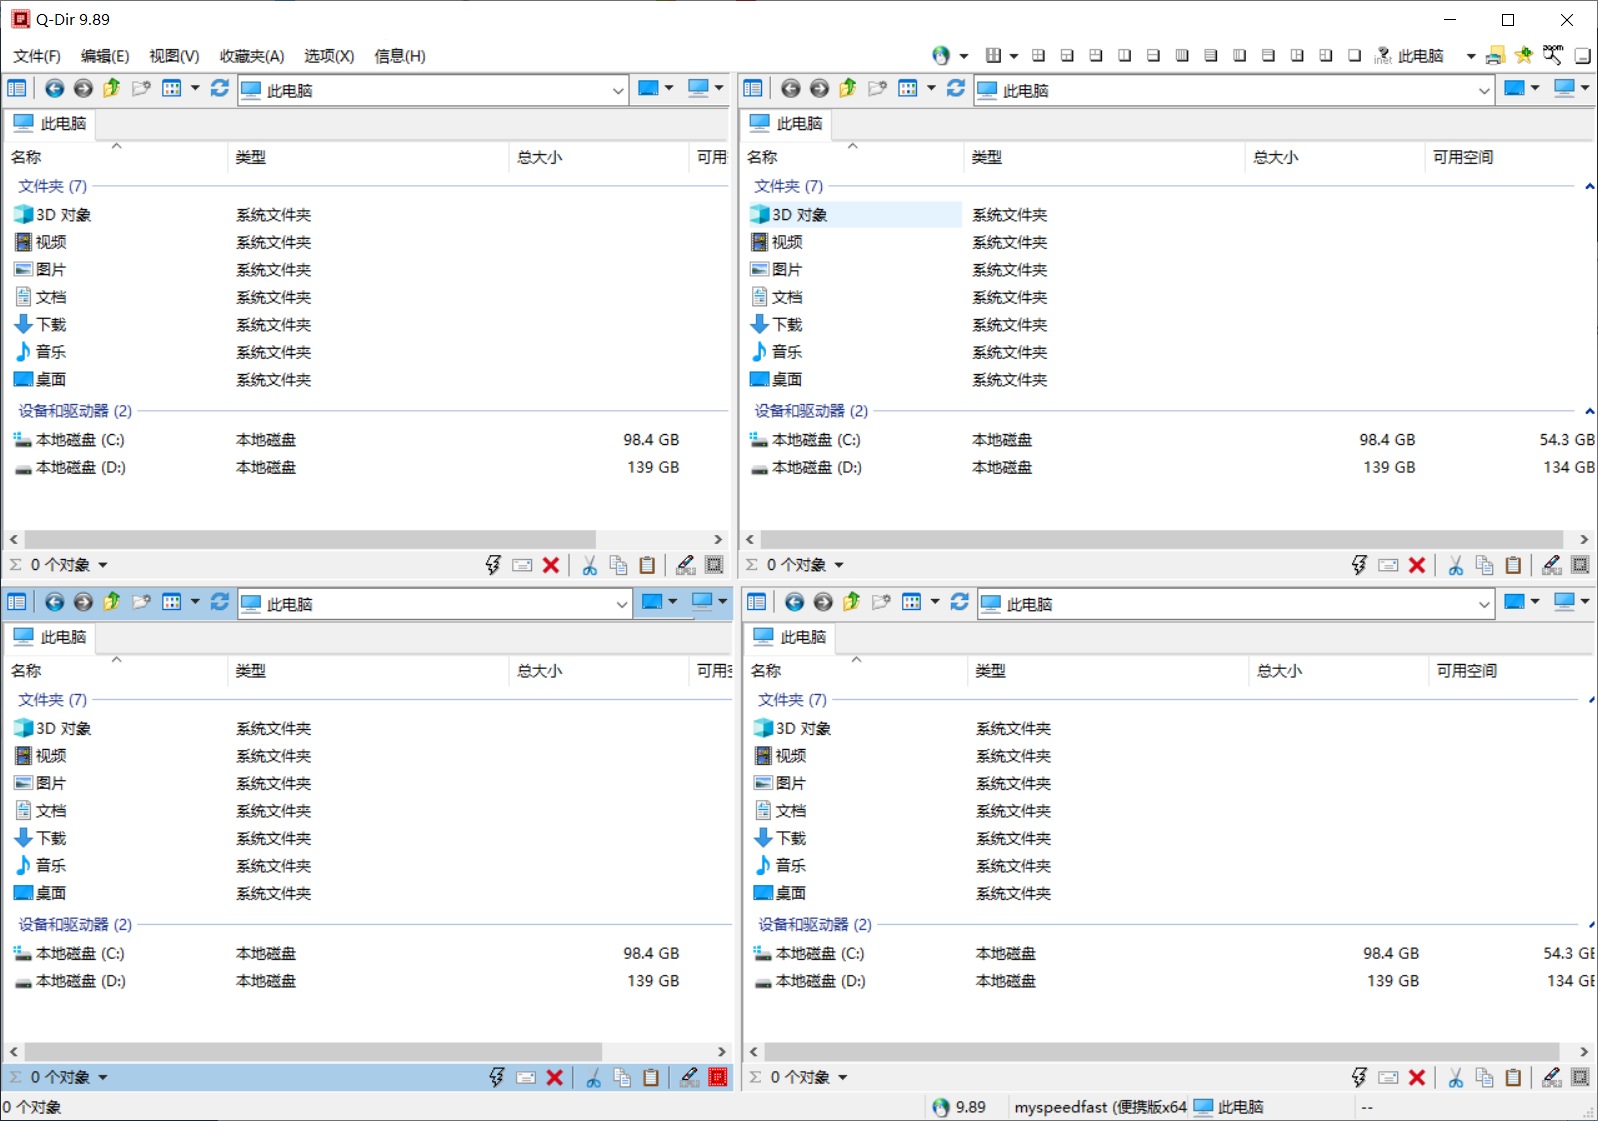 Q-Dir 9.89
文件(F) 编辑(E) 视图(V) 收藏夹(A) 选项(X) 信息(H) 此电脑
此电脑
此电脑
名称 类型 总大小 可用
文件夹 (7)
3D 对象 系统文件夹
视频 系统文件夹
图片 系统文件夹
文档 系统文件夹
下载 系统文件夹
音乐 系统文件夹
桌面 系统文件夹
设备和驱动器 (2)
本地磁盘 (C:) 本地磁盘 98.4 GB
本地磁盘 (D:) 本地磁盘 139 GB
0 个对象
此电脑
此电脑
名称 类型 总大小 可用空间
文件夹 (7)
3D 对象 系统文件夹
视频 系统文件夹
图片 系统文件夹
文档 系统文件夹
下载 系统文件夹
音乐 系统文件夹
桌面 系统文件夹
设备和驱动器 (2)
本地磁盘 (C:) 本地磁盘 98.4 GB 54.3 GB
本地磁盘 (D:) 本地磁盘 139 GB 134 GB
0 个对象
此电脑
此电脑
名称 类型 总大小 可用
文件夹 (7)
3D 对象 系统文件夹
视频 系统文件夹
图片 系统文件夹
文档 系统文件夹
下载 系统文件夹
音乐 系统文件夹
桌面 系统文件夹
设备和驱动器 (2)
本地磁盘 (C:) 本地磁盘 98.4 GB
本地磁盘 (D:) 本地磁盘 139 GB
0 个对象
此电脑
此电脑
名称 类型 总大小 可用空间
文件夹 (7)
3D 对象 系统文件夹
视频 系统文件夹
图片 系统文件夹
文档 系统文件夹
下载 系统文件夹
音乐 系统文件夹
桌面 系统文件夹
设备和驱动器 (2)
本地磁盘 (C:) 本地磁盘 98.4 GB 54.3 GB
本地磁盘 (D:) 本地磁盘 139 GB 134 GB
0 个对象
0 个对象 9.89 myspeedfast (便携版x64 此电脑 --